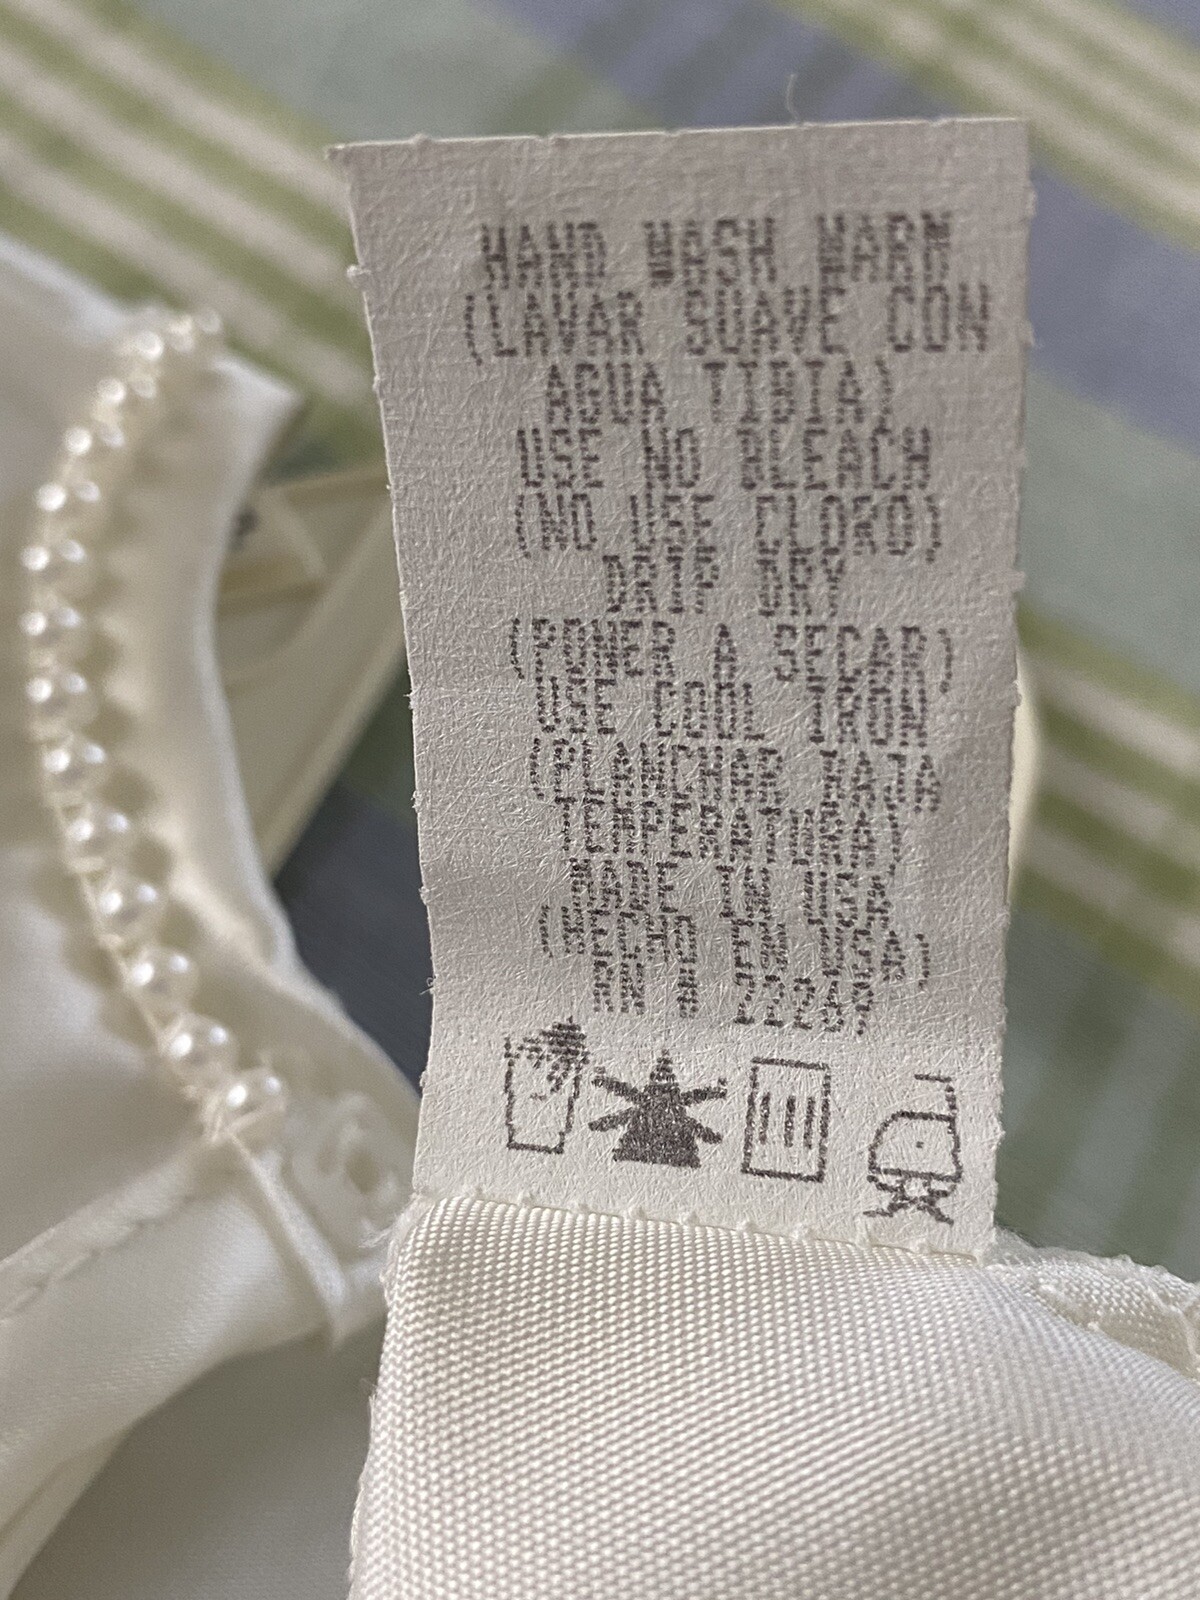 HAND WASH WARM
(LAVAR SUAVE CON
AGUA TIBIA)
USE NO BLEACH
(NO USE CLORO)
DRIP DRY
(PONER A SECAR)
USE COOL IRON
(PLANCHAR BAJA
TEMPERATURA)
MADE IN USA
(HECHO EN USA)
RN #